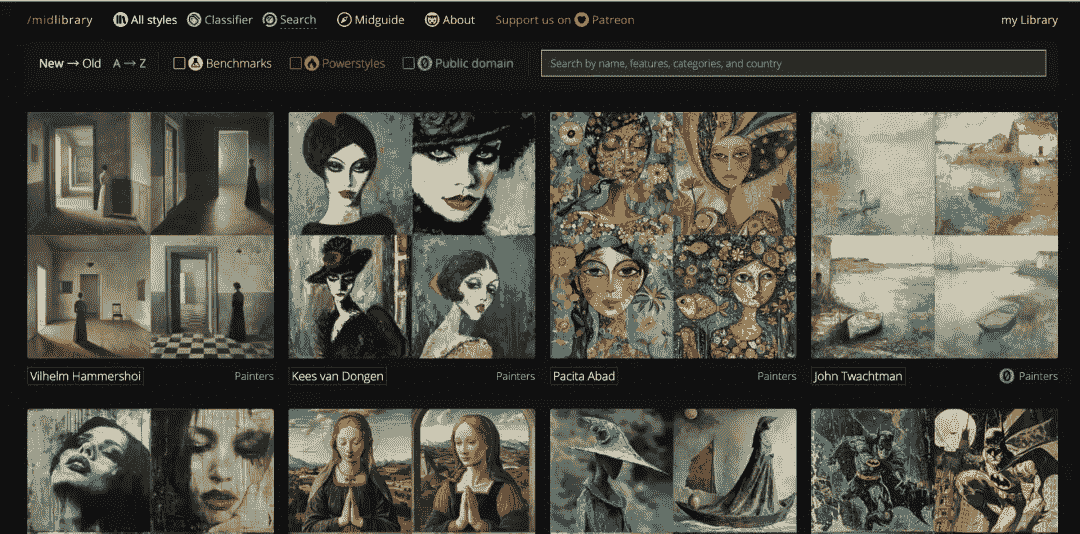 /midlibrary All styles Classifier Search Midguide About Support us on Patreon my Library
New → Old A → Z Benchmarks Powerstyles Public domain Search by name, features, categories, and country
Vilhelm Hammershoi Painters Kees van Dongen Painters Pacita Abad Painters John Twachtman Painters